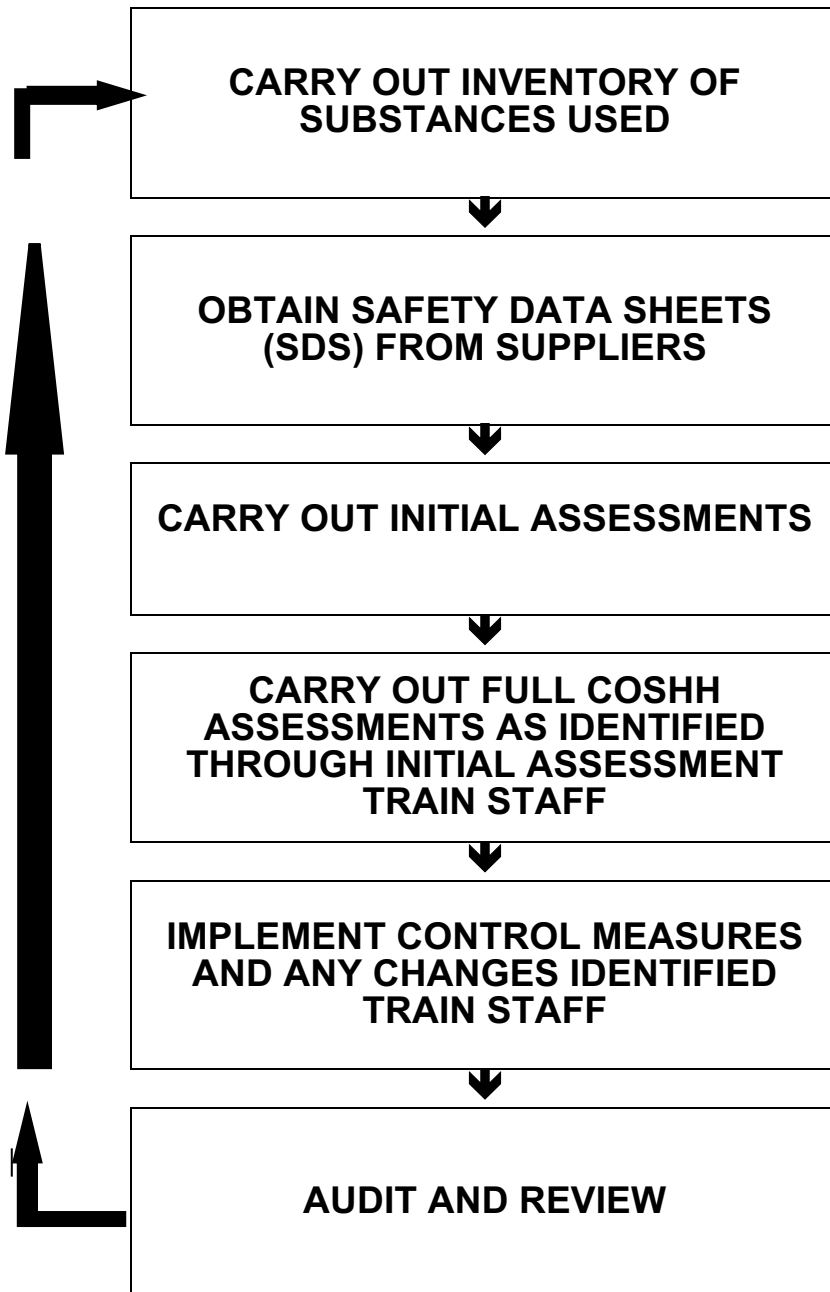 CARRY OUT INVENTORY OF
SUBSTANCES USED
OBTAIN SAFETY DATA SHEETS
(SDS) FROM SUPPLIERS
CARRY OUT INITIAL ASSESSMENTS
CARRY OUT FULL COSHH
ASSESSMENTS AS IDENTIFIED
THROUGH INITIAL ASSESSMENT
TRAIN STAFF
IMPLEMENT CONTROL MEASURES
AND ANY CHANGES IDENTIFIED
TRAIN STAFF
AUDIT AND REVIEW